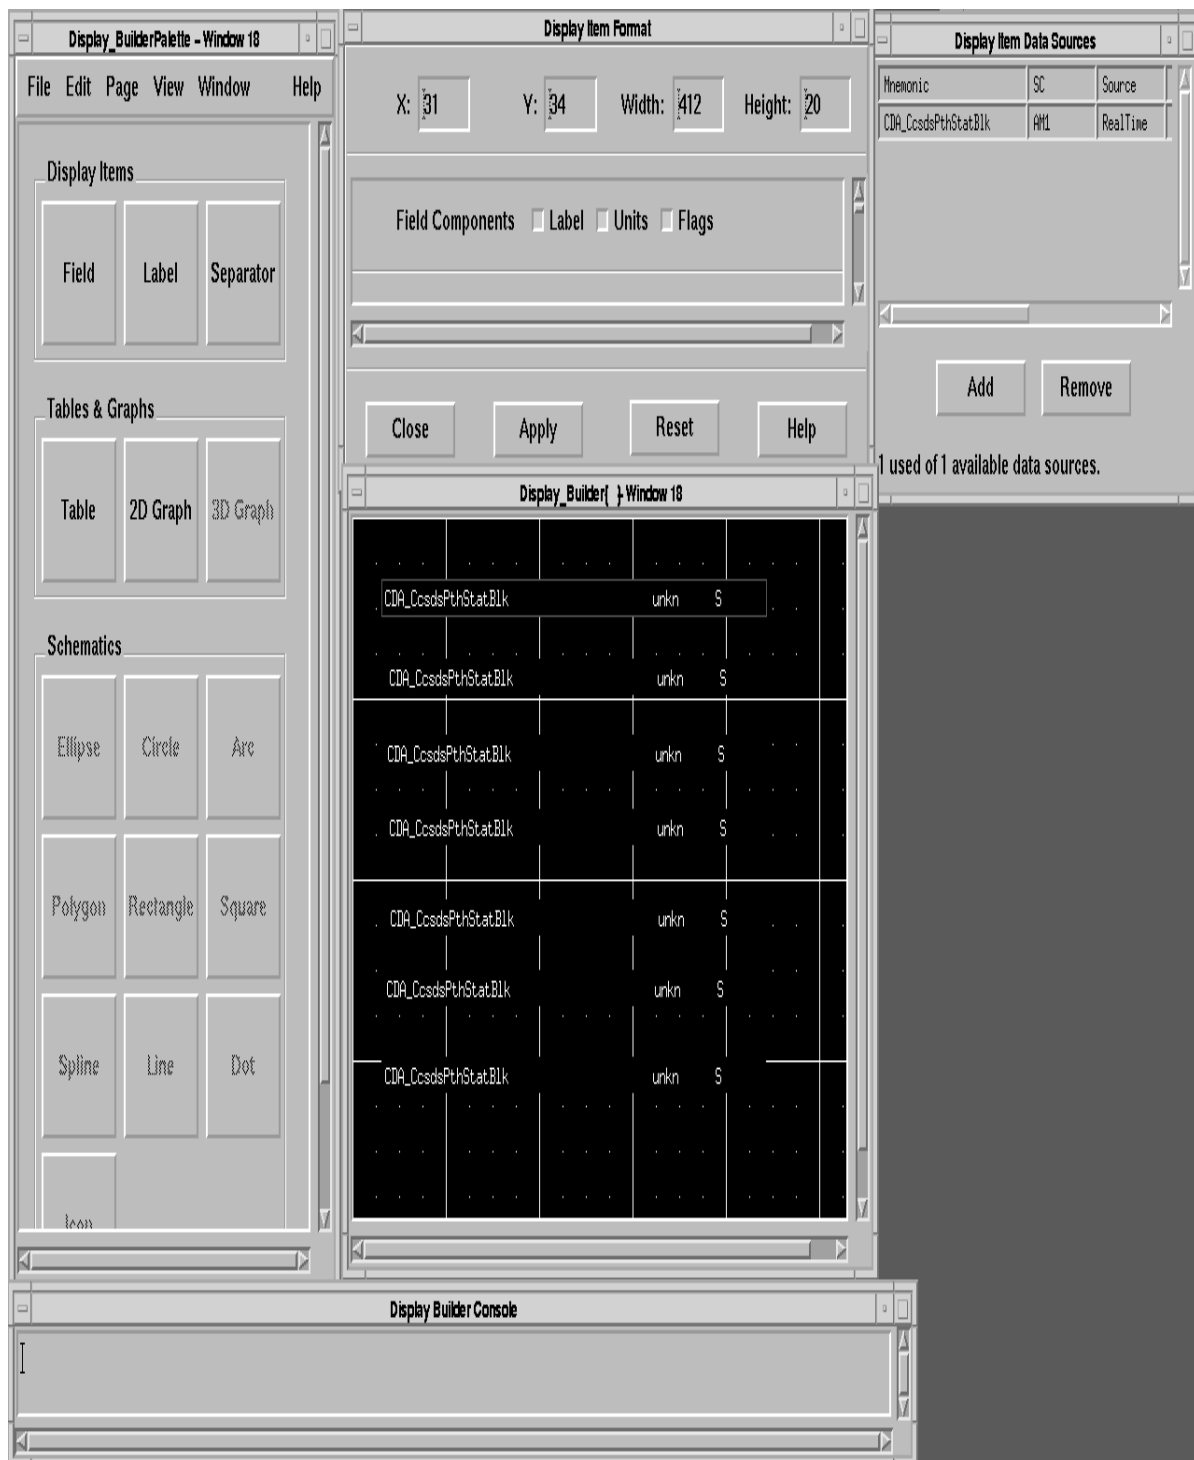 Display_BuilderPalette – Window 18
File Edit Page View Window Help
Display Items
Field Label Separator
Tables & Graphs
Table 2D Graph 3D Graph
Schematics
Ellipse Circle Arc
Polygon Rectangle Square
Spline Line Dot
Icon
Display Item Format
X: 31 Y: 34 Width: 412 Height: 20
Field Components Label Units Flags
Close Apply Reset Help
Display Item Data Sources
Mnemonic SC Source
CDA_CcsdsPthStatBlk AM1 RealTime
Add Remove
1 used of 1 available data sources.
Display_Builder{ }- Window 18
CDA_CcsdsPthStatBlk unkn S
CDA_CcsdsPthStatBlk unkn S
CDA_CcsdsPthStatBlk unkn S
CDA_CcsdsPthStatBlk unkn S
CDA_CcsdsPthStatBlk unkn S
CDA_CcsdsPthStatBlk unkn S
CDA_CcsdsPthStatBlk unkn S
Display Builder Console